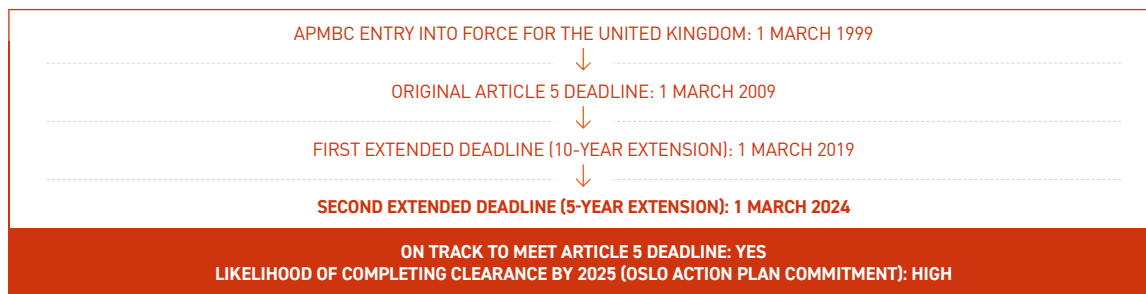 APMBC ENTRY INTO FORCE FOR THE UNITED KINGDOM: 1 MARCH 1999
ORIGINAL ARTICLE 5 DEADLINE: 1 MARCH 2009
FIRST EXTENDED DEADLINE (10-YEAR EXTENSION): 1 MARCH 2019
SECOND EXTENDED DEADLINE (5-YEAR EXTENSION): 1 MARCH 2024
ON TRACK TO MEET ARTICLE 5 DEADLINE: YES
LIKELIHOOD OF COMPLETING CLEARANCE BY 2025 (OSLO ACTION PLAN COMMITMENT): HIGH